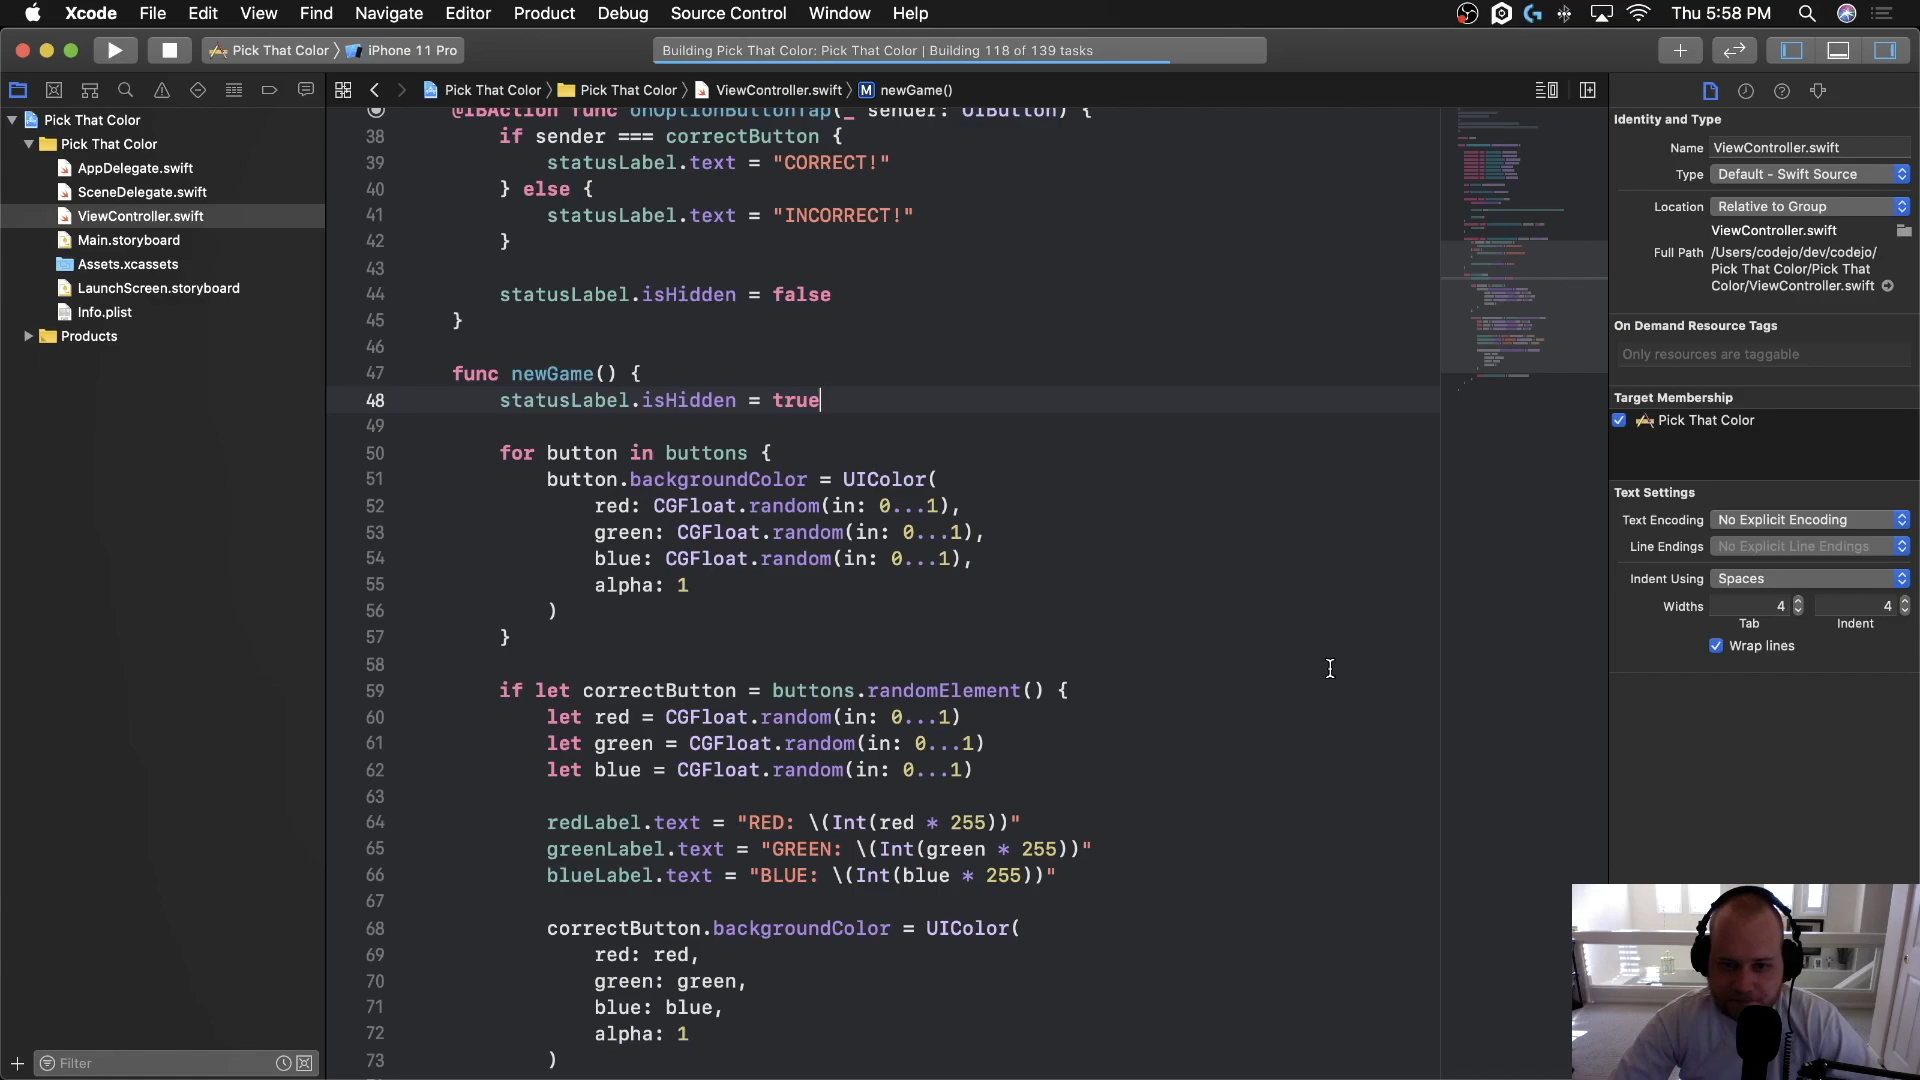 Xcode File Edit View Find Navigate Editor Product Debug Source Control Window Help Thu 5:58 PM
Pick That Color iPhone 11 Pro Building Pick That Color: Pick That Color | Building 118 of 139 tasks
Pick That Color Pick That Color ViewController.swift M newGame()
Pick That Color
Pick That Color
AppDelegate.swift
SceneDelegate.swift
ViewController.swift
Main.storyboard
Assets.xcassets
LaunchScreen.storyboard
Info.plist
Products
Filter
@IBAction func onOptionButtonTap(_ sender: UIButton) {
38 if sender === correctButton {
39 statusLabel.text = "CORRECT!"
40 } else {
41 statusLabel.text = "INCORRECT!"
42 }
43
44 statusLabel.isHidden = false
45 }
46
47 func newGame() {
48 statusLabel.isHidden = true
49
50 for button in buttons {
51 button.backgroundColor = UIColor(
52 red: CGFloat.random(in: 0...1),
53 green: CGFloat.random(in: 0...1),
54 blue: CGFloat.random(in: 0...1),
55 alpha: 1
56 )
57 }
58
59 if let correctButton = buttons.randomElement() {
60 let red = CGFloat.random(in: 0...1)
61 let green = CGFloat.random(in: 0...1)
62 let blue = CGFloat.random(in: 0...1)
63
64 redLabel.text = "RED: \(Int(red * 255))"
65 greenLabel.text = "GREEN: \(Int(green * 255))"
66 blueLabel.text = "BLUE: \(Int(blue * 255))"
67
68 correctButton.backgroundColor = UIColor(
69 red: red,
70 green: green,
71 blue: blue,
72 alpha: 1
73 )
Identity and Type
Name ViewController.swift
Type Default - Swift Source
Location Relative to Group
ViewController.swift
Full Path /Users/codejo/dev/codejo/
Pick That Color/Pick That
Color/ViewController.swift
On Demand Resource Tags
Only resources are taggable
Target Membership
Pick That Color
Text Settings
Text Encoding No Explicit Encoding
Line Endings No Explicit Line Endings
Indent Using Spaces
Widths 4 4
Tab Indent
Wrap lines